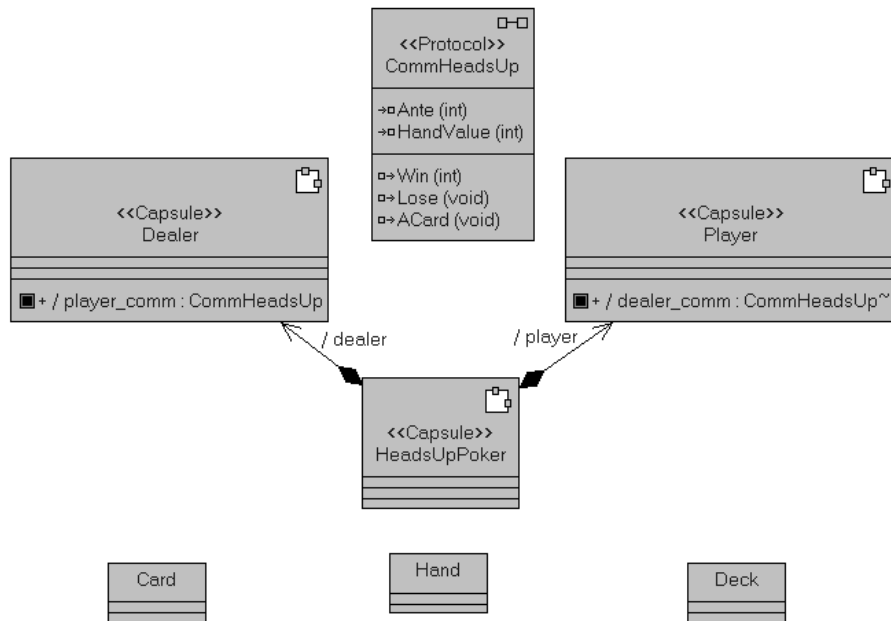 <<Protocol>>
CommHeadsUp
Ante (int)
HandValue (int)
Win (int)
Lose (void)
ACard (void)
<<Capsule>>
Dealer
+ / player_comm : CommHeadsUp
<<Capsule>>
Player
+ / dealer_comm : CommHeadsUp~
/ dealer
/ player
<<Capsule>>
HeadsUpPoker
Card
Hand
Deck